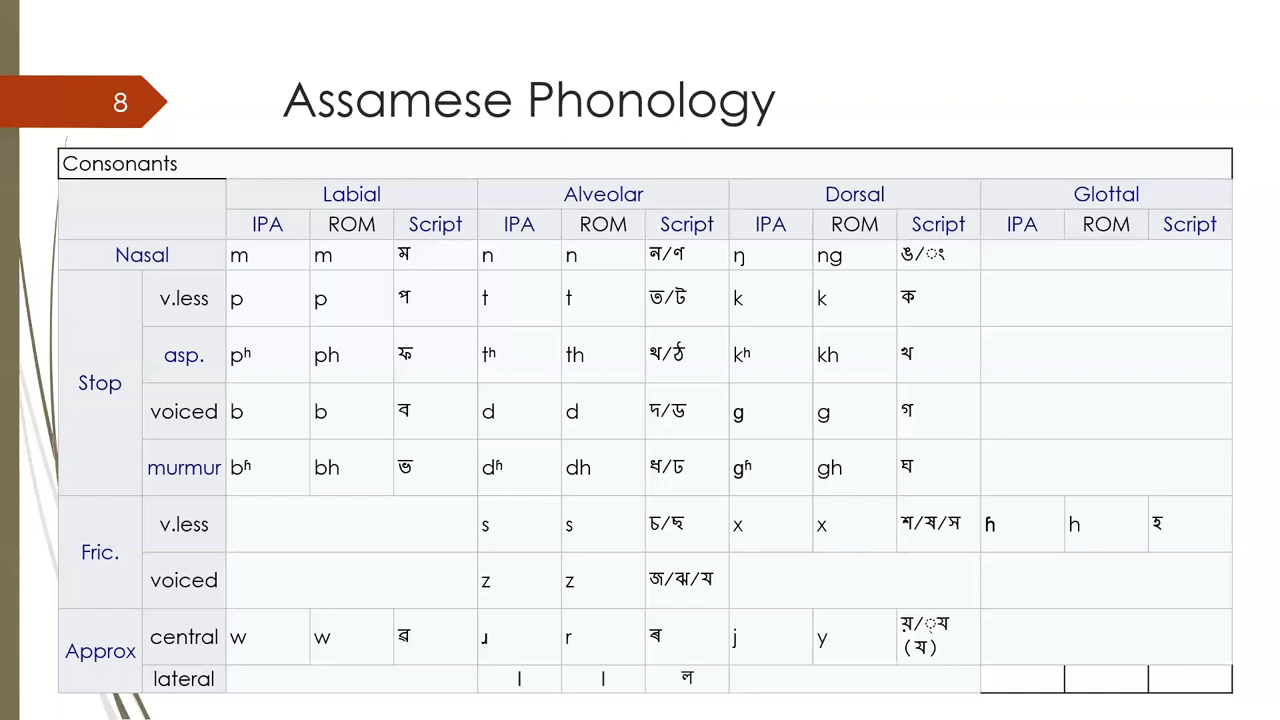 8
Assamese Phonology
Consonants
Labial Alveolar Dorsal Glottal
IPA ROM Script IPA ROM Script IPA ROM Script IPA ROM Script
Nasal m m ম n n ন/ণ ŋ ng ঙ/ং
Stop
v.less p p প t t ত/ট k k ক
asp. pʰ ph ফ tʰ th থ/ঠ kʰ kh খ
voiced b b ব d d দ/ড g g গ
murmur bʱ bh ভ dʱ dh ধ/ঢ gʱ gh ঘ
Fric.
v.less s s চ/ছ x x শ/ষ/স ɦ h হ
voiced z z জ/ঝ/য
Approx
central w w ৱ ɹ r ৰ j y য়/্য
(য)
lateral l l ল